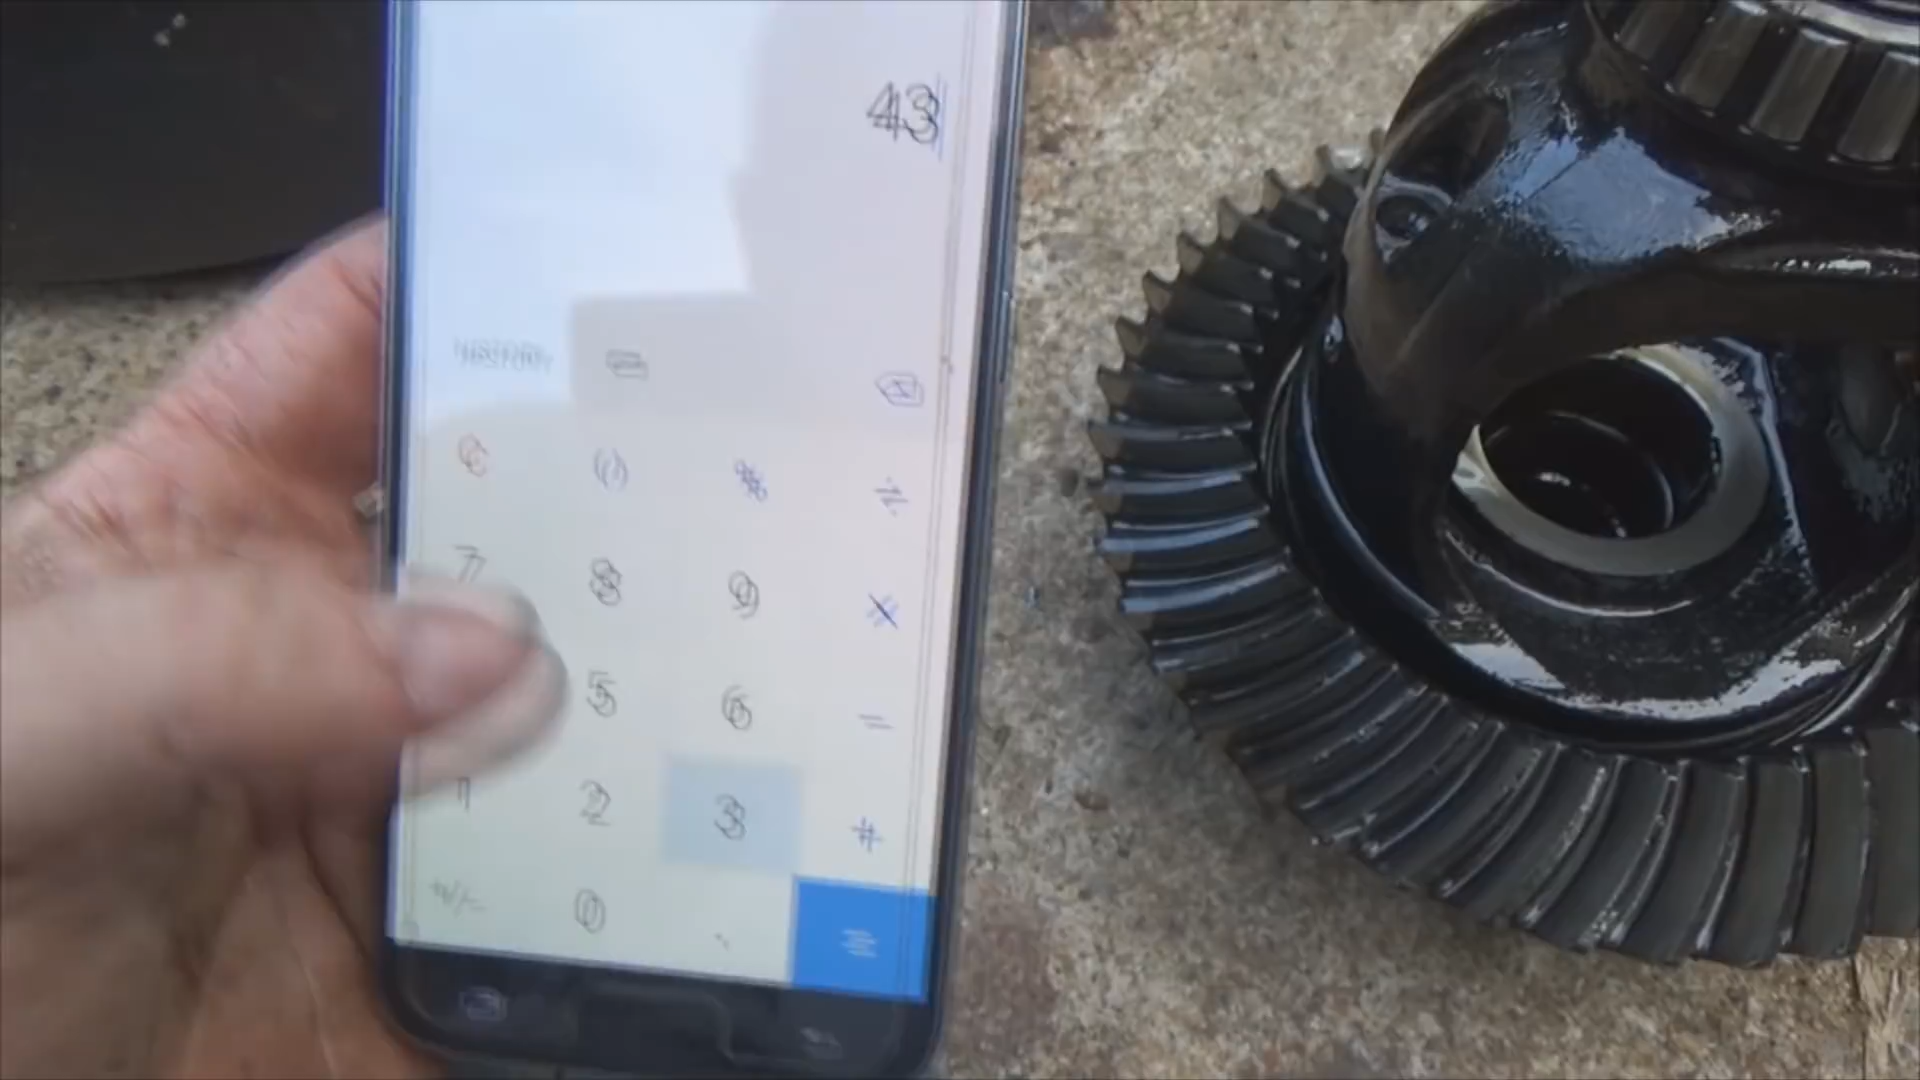 43
HISTORY
C () % ÷
7 8 9 ×
5 6 −
1 2 3 +
+/- 0 . =